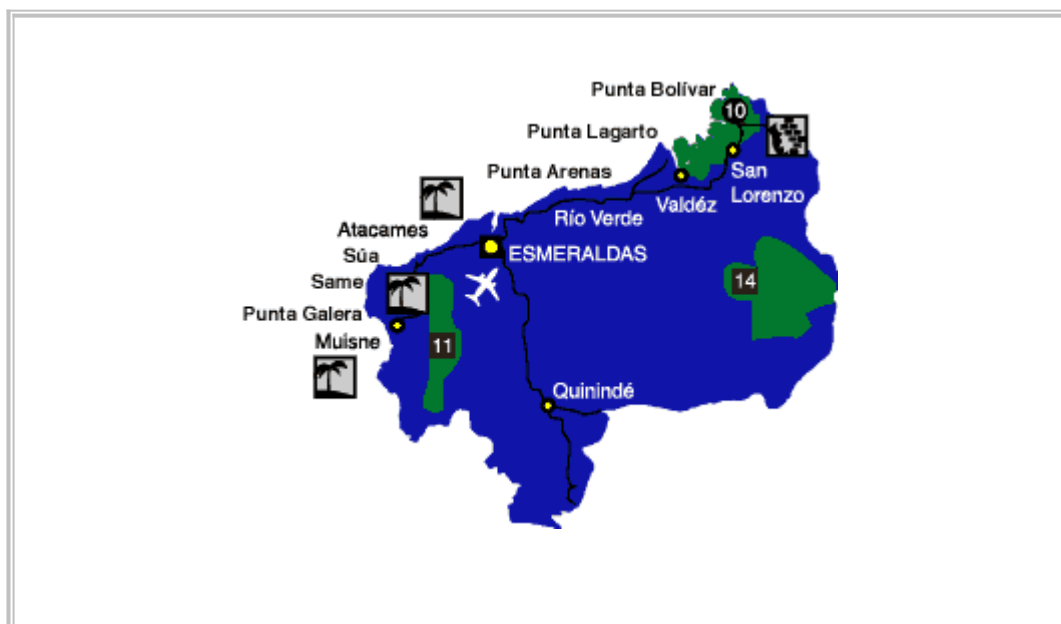 Punta Bolívar
10
Punta Lagarto
Punta Arenas
San
Lorenzo
Valdéz
Río Verde
Atacames
ESMERALDAS
Súa
Same
14
Punta Galera
Muisne
11
Quinindé